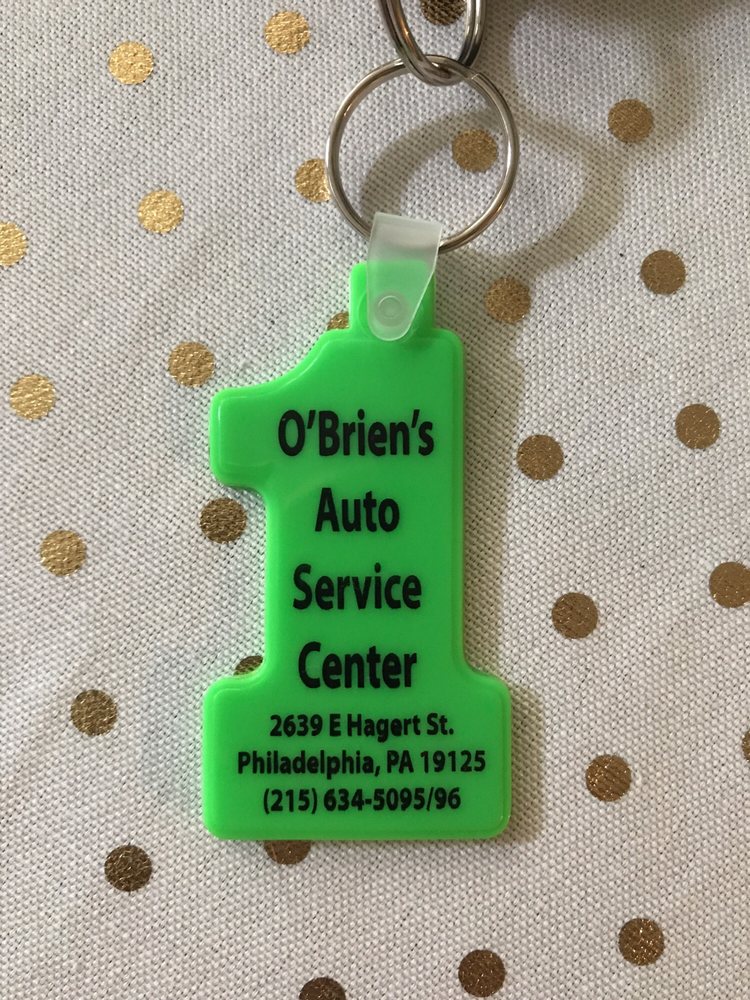 O'Brien's
Auto
Service
Center
2639 E Hagert St.
Philadelphia, PA 19125
(215) 634-5095/96